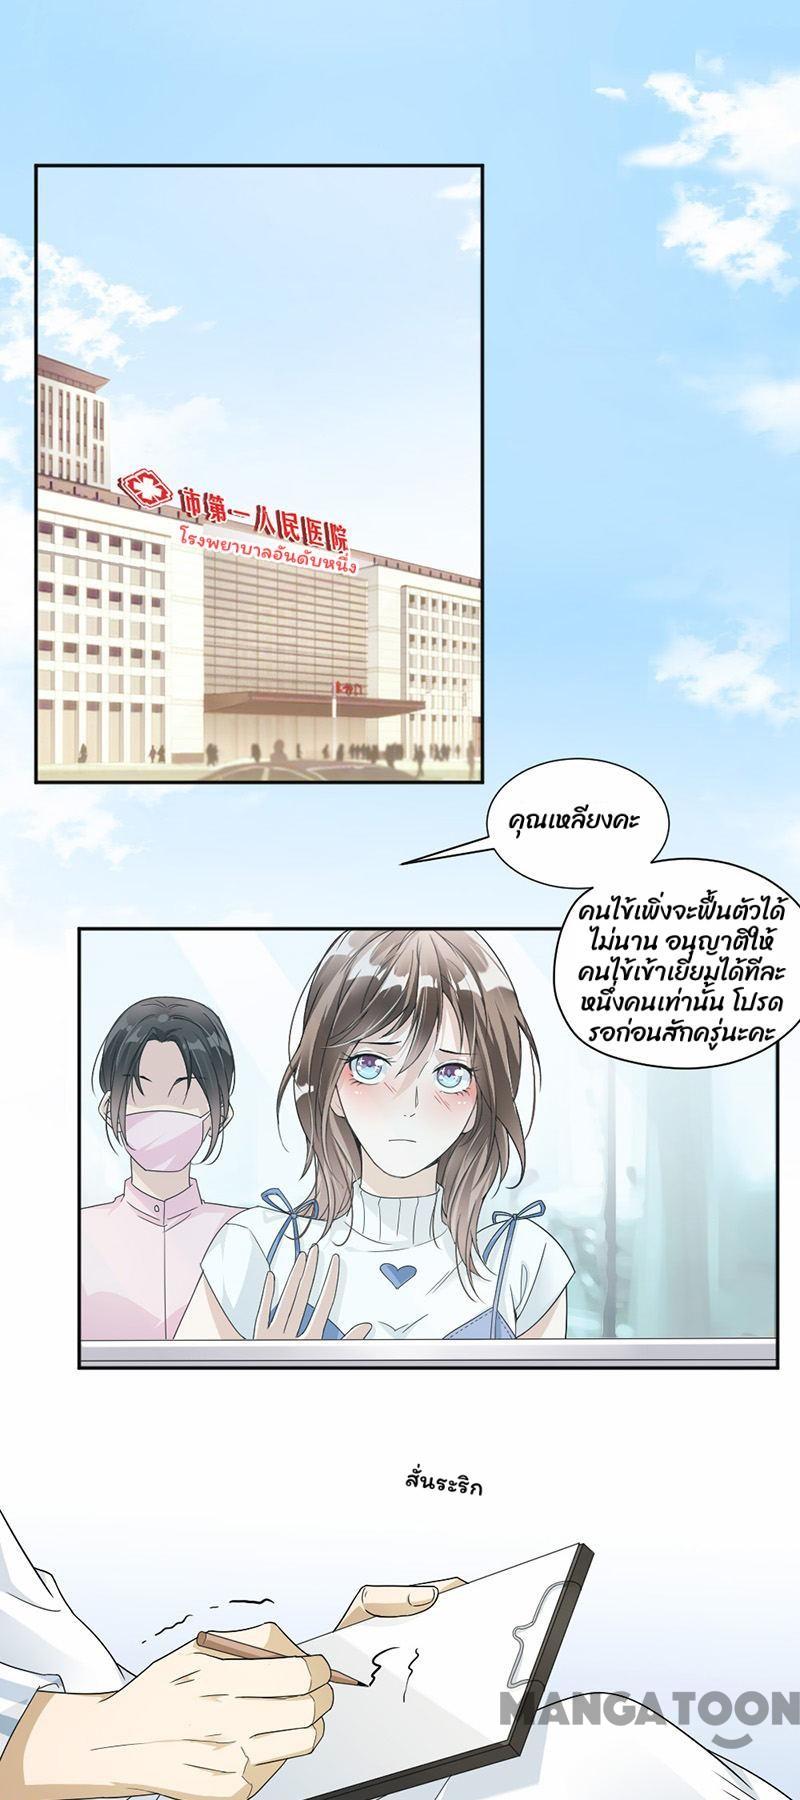 市第一人民医院
โรงพยาบาลอันดับหนึ่ง
คุณเหลียงคะ
คนไข้เพิ่งจะฟื้นตัวได้
ไม่นาน อนุญาตให้
คนไข้เข้าเยี่ยมได้ทีละ
หนึ่งคนเท่านั้น โปรด
รอก่อนสักครู่นะคะ
สั่นระริก
MANGATOON